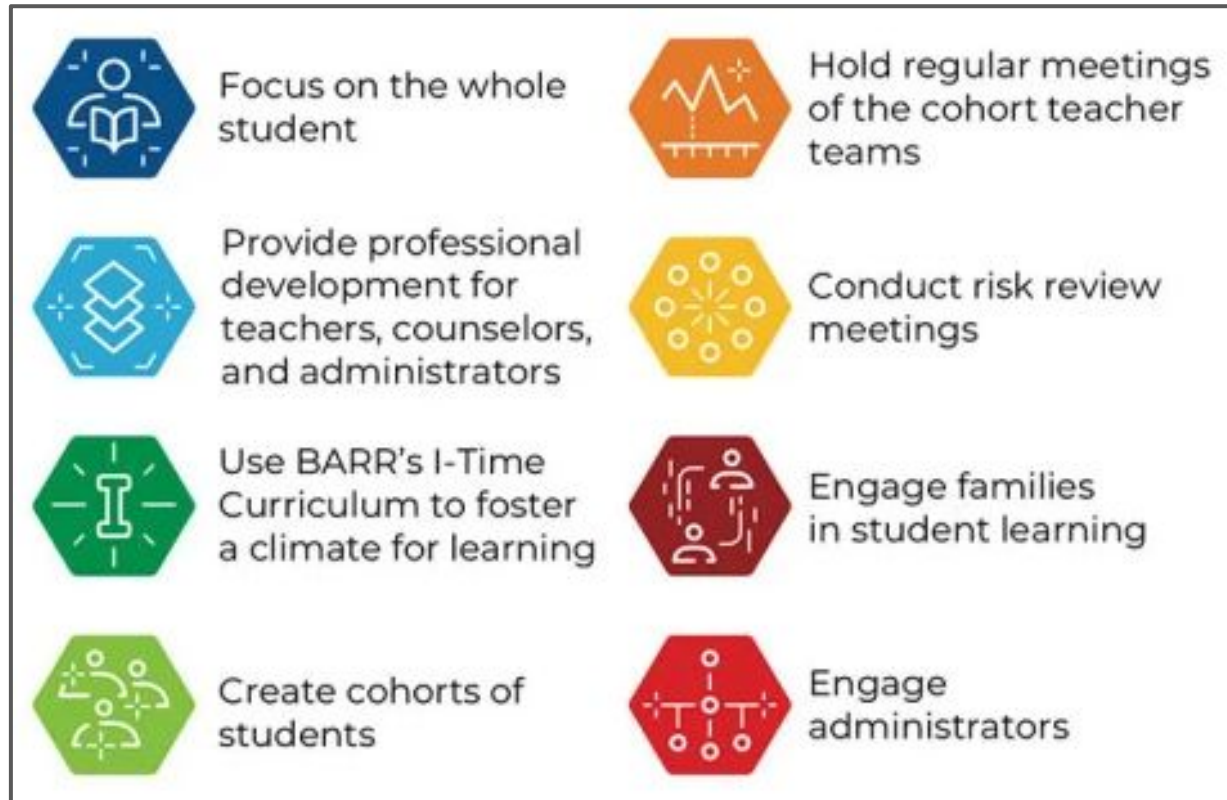 Focus on the whole
student
Provide professional
development for
teachers, counselors,
and administrators
Use BARR's I-Time
Curriculum to foster
a climate for learning
Create cohorts of
students
Hold regular meetings
of the cohort teacher
teams
Conduct risk review
meetings
Engage families
in student learning
Engage
administrators